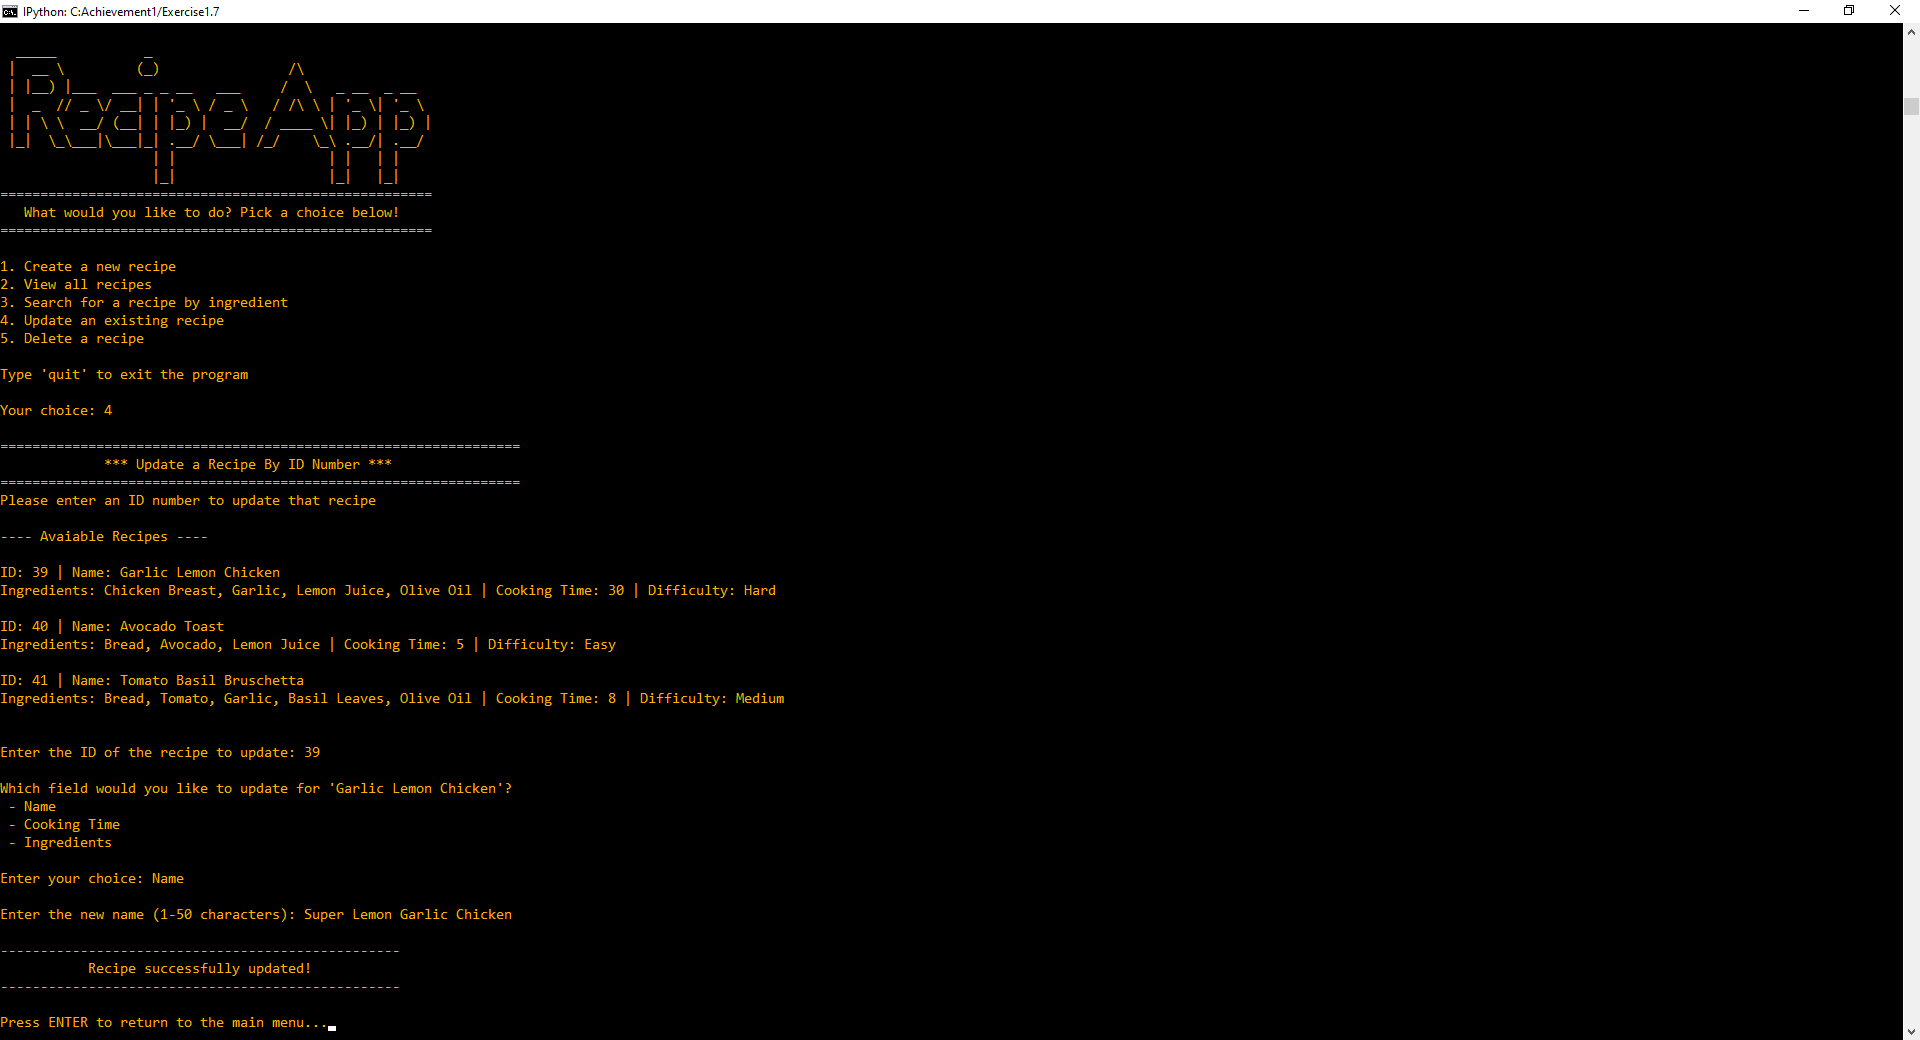 IPython: C:Achievement1/Exercise1.7
Recipe App
======================================================
What would you like to do? Pick a choice below!
======================================================
1. Create a new recipe
2. View all recipes
3. Search for a recipe by ingredient
4. Update an existing recipe
5. Delete a recipe
Type 'quit' to exit the program
Your choice: 4
=================================================================
*** Update a Recipe By ID Number ***
=================================================================
Please enter an ID number to update that recipe
---- Avaiable Recipes ----
ID: 39 | Name: Garlic Lemon Chicken
Ingredients: Chicken Breast, Garlic, Lemon Juice, Olive Oil | Cooking Time: 30 | Difficulty: Hard
ID: 40 | Name: Avocado Toast
Ingredients: Bread, Avocado, Lemon Juice | Cooking Time: 5 | Difficulty: Easy
ID: 41 | Name: Tomato Basil Bruschetta
Ingredients: Bread, Tomato, Garlic, Basil Leaves, Olive Oil | Cooking Time: 8 | Difficulty: Medium
Enter the ID of the recipe to update: 39
Which field would you like to update for 'Garlic Lemon Chicken'?
- Name
- Cooking Time
- Ingredients
Enter your choice: Name
Enter the new name (1-50 characters): Super Lemon Garlic Chicken
--------------------------------------------------
Recipe successfully updated!
--------------------------------------------------
Press ENTER to return to the main menu...